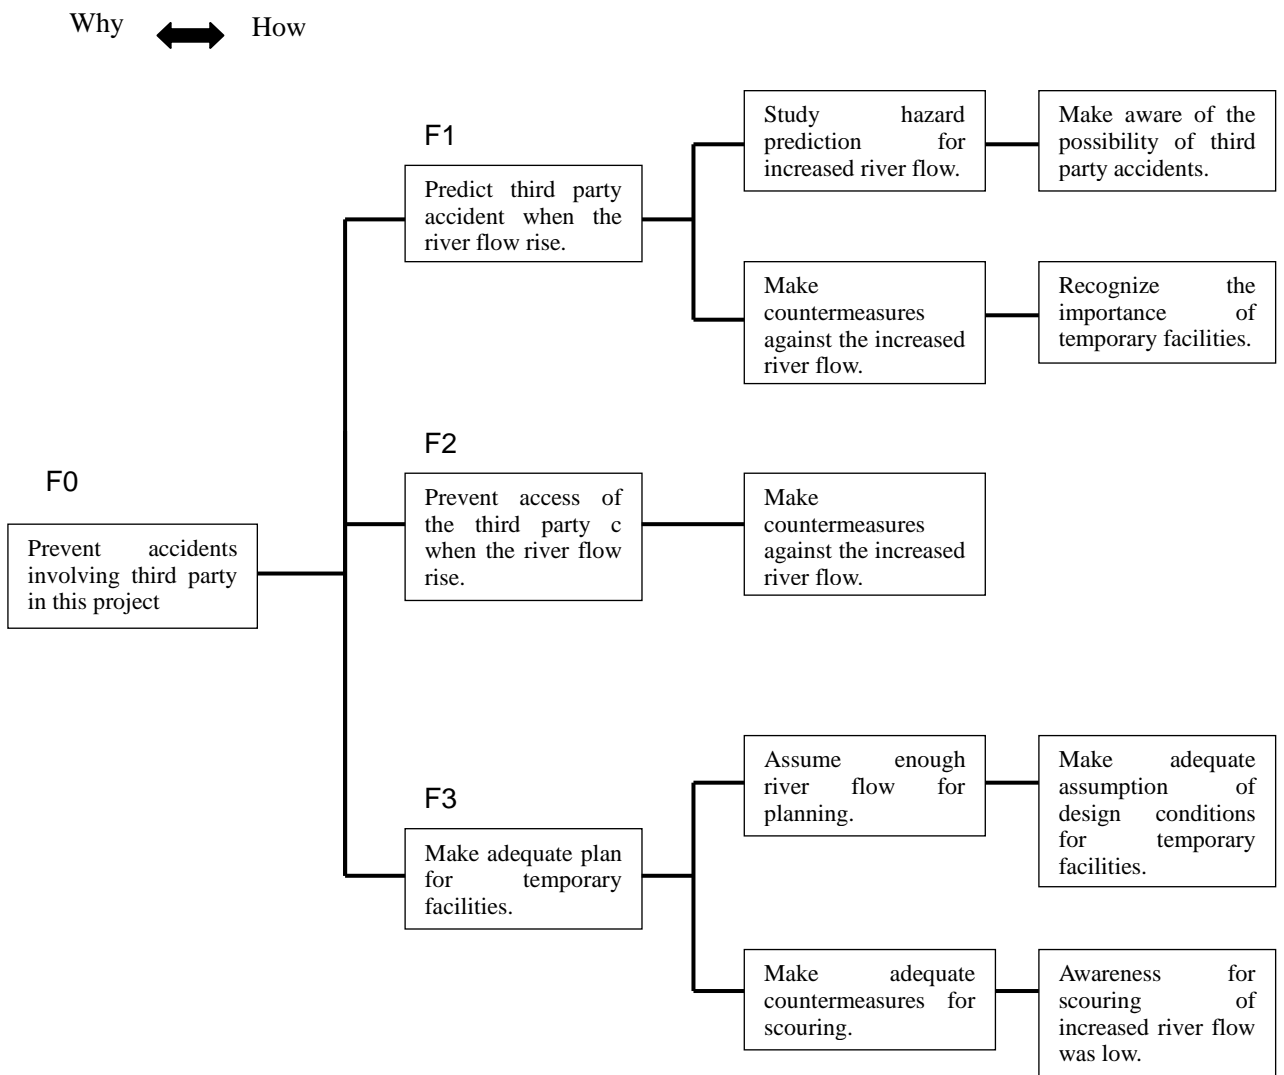 Why How
F1
Predict third party
accident when the
river flow rise.
Study hazard
prediction for
increased river flow.
Make aware of the
possibility of third
party accidents.
Make
countermeasures
against the increased
river flow.
Recognize the
importance of
temporary facilities.
F0
Prevent accidents
involving third party
in this project
F2
Prevent access of
the third party c
when the river flow
rise.
Make
countermeasures
against the increased
river flow.
F3
Make adequate plan
for temporary
facilities.
Assume enough
river flow for
planning.
Make adequate
assumption of
design conditions
for temporary
facilities.
Make adequate
countermeasures for
scouring.
Awareness for
scouring of
increased river flow
was low.